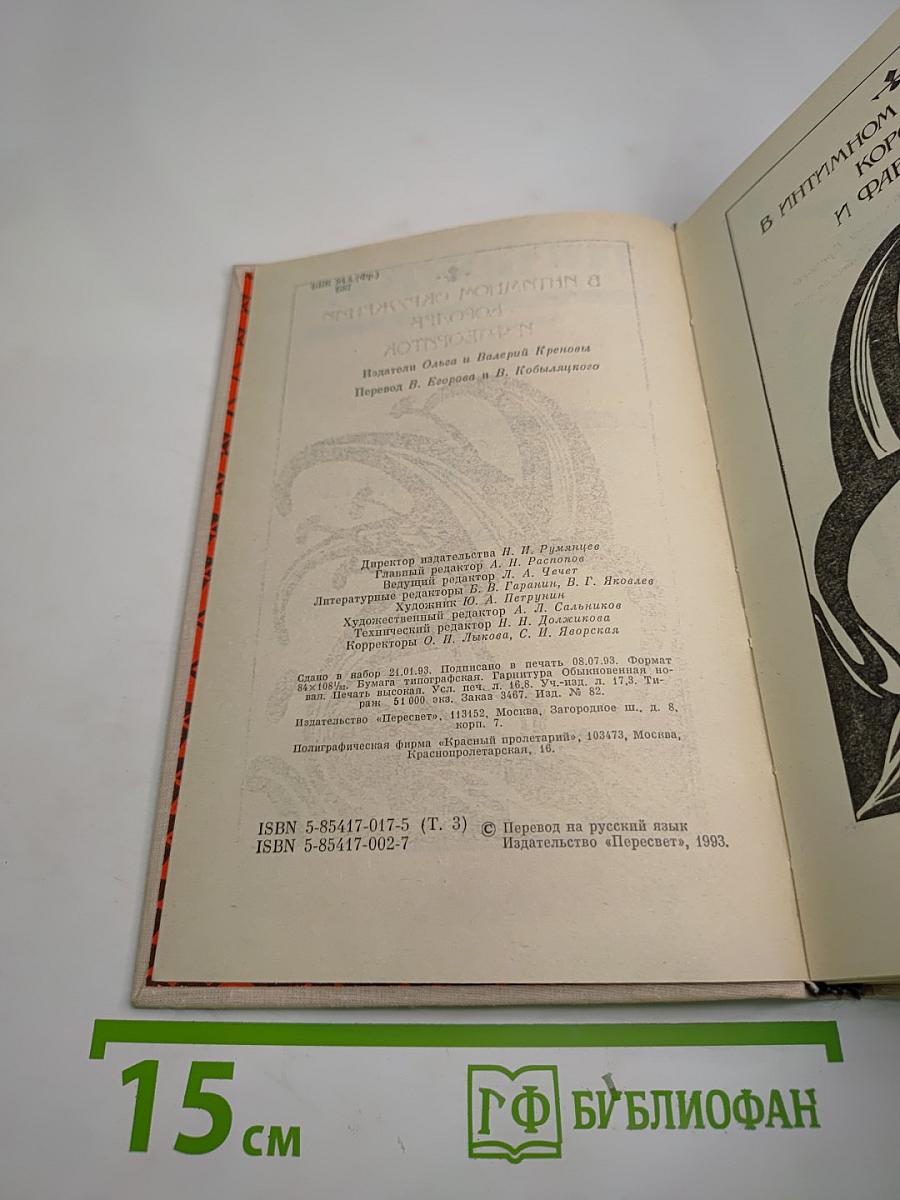 Издатели Ольга и Валерий Креновы
Перевод В. Егорова и В. Кобыляцкого
Директор издательства Н. И. Румянцев
Главный редактор А. Н. Распопов
Ведущий редактор Л. А. Чечет
Литературные редакторы Б. В. Гаранин, В. Г. Яковлев
Художник Ю. А. Петрунин
Художественный редактор А. Л. Сальников
Технический редактор Н. Н. Должикова
Корректоры О. И. Лыкова, С. И. Яворская
Сдано в набор 21.01.93. Подписано в печать 08.07.93. Формат
84×108¹/₃₂. Бумага типографская. Гарнитура Обыкновенная но-
вая. Печать высокая. Усл. печ. л. 16,8. Уч.-изд. л. 17,3. Ти-
раж 51 000 экз. Заказ 3467. Изд. № 82.
Издательство «Пересвет», 113152, Москва, Загородное ш., д. 8,
корп. 7.
Полиграфическая фирма «Красный пролетарий», 103473, Москва,
Краснопролетарская, 16.
ISBN 5-85417-017-5 (Т. 3)
ISBN 5-85417-002-7
© Перевод на русский язык
Издательство «Пересвет», 1993.
В ИНТИМНОМ
КОРО
И ФАВ
15 см
БИБЛИОФАН